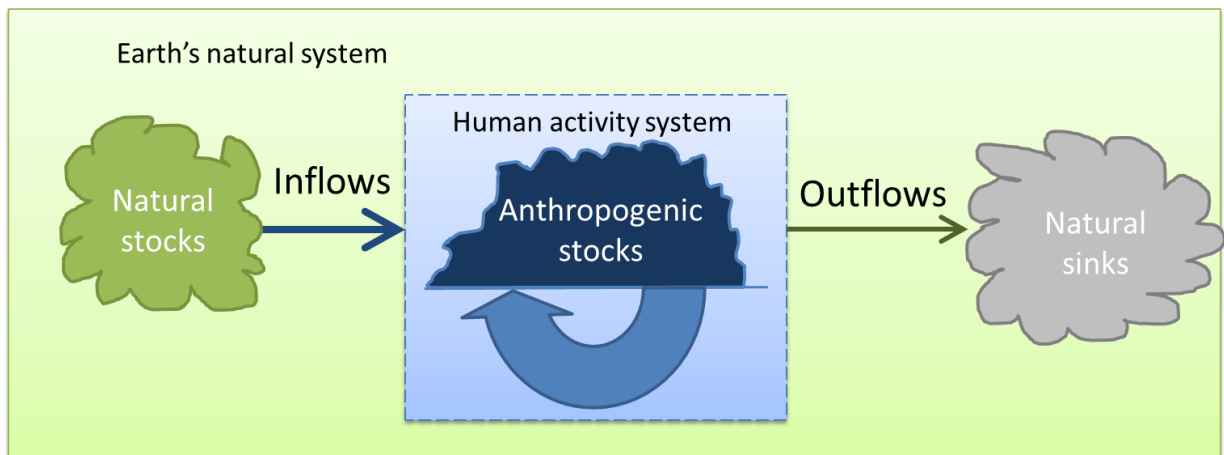 Earth’s natural system
Human activity system
Natural
stocks
Inflows
Anthropogenic
stocks
Outflows
Natural
sinks